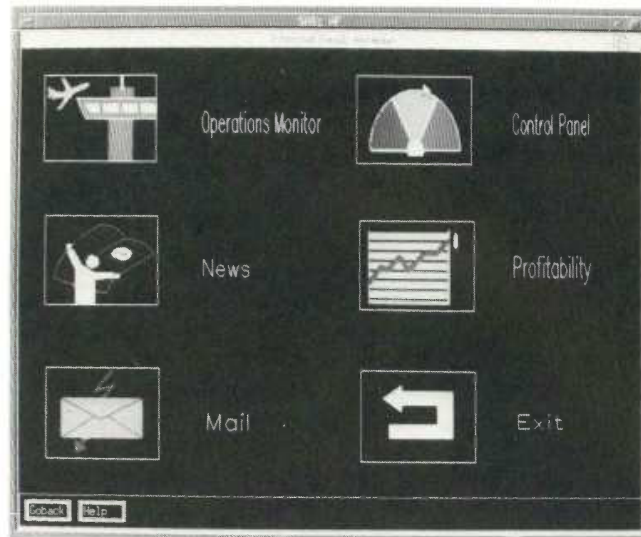 Operations Monitor
Control Panel
News
Profitability
Mail
Exit
Goback
Help